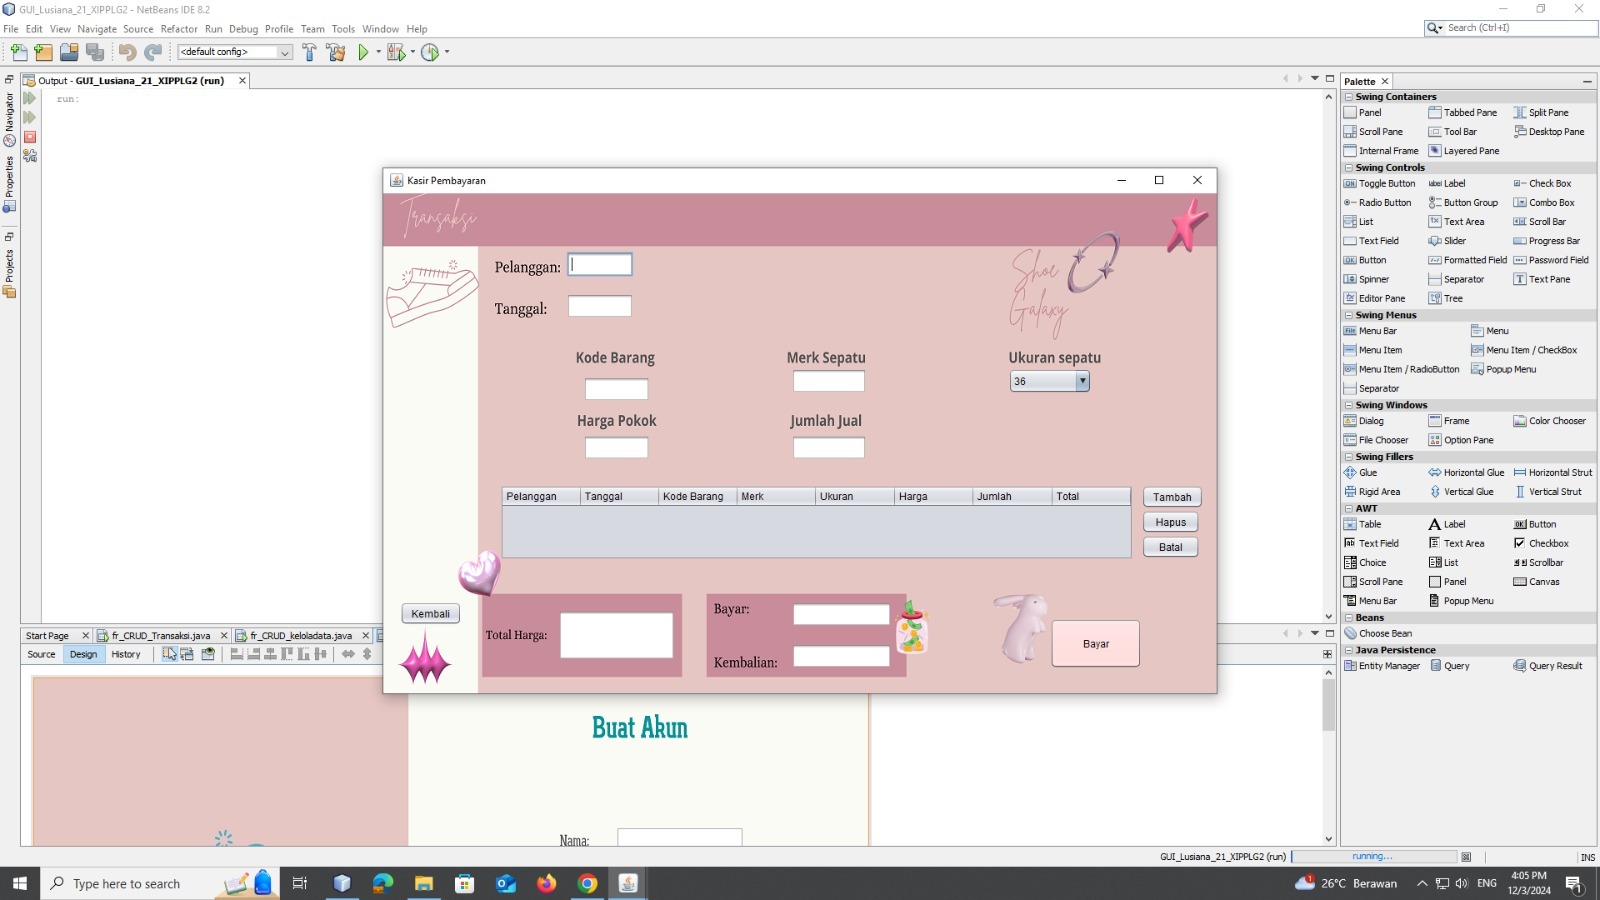 GUI_Lusiana_21_XIPPLG2 - NetBeans IDE 8.2
File Edit View Navigate Source Refactor Run Debug Profile Team Tools Window Help
Search (Ctrl+I)
<default config>
Output - GUI_Lusiana_21_XIPPLG2 (run)
run:
Navigator
Properties
Projects
Kasir Pembayaran
Transaksi
Shoe
Galaxy
Pelanggan:
Tanggal:
Kode Barang Merk Sepatu Ukuran sepatu
36
Harga Pokok Jumlah Jual
Pelanggan Tanggal Kode Barang Merk Ukuran Harga Jumlah Total
Tambah
Hapus
Batal
Kembali
Total Harga:
Bayar:
Kembalian:
Bayar
Start Page fr_CRUD_Transaksi.java fr_CRUD_keloladata.java
Source Design History
Buat Akun
Nama:
Palette
Swing Containers
Panel Tabbed Pane Split Pane
Scroll Pane Tool Bar Desktop Pane
Internal Frame Layered Pane
Swing Controls
Toggle Button Label Check Box
Radio Button Button Group Combo Box
List Text Area Scroll Bar
Text Field Slider Progress Bar
Button Formatted Field Password Field
Spinner Separator Text Pane
Editor Pane Tree
Swing Menus
Menu Bar Menu
Menu Item Menu Item / CheckBox
Menu Item / RadioButton Popup Menu
Separator
Swing Windows
Dialog Frame Color Chooser
File Chooser Option Pane
Swing Fillers
Glue Horizontal Glue Horizontal Strut
Rigid Area Vertical Glue Vertical Strut
AWT
Table Label Button
Text Field Text Area Checkbox
Choice List Scrollbar
Scroll Pane Panel Canvas
Menu Bar Popup Menu
Beans
Choose Bean
Java Persistence
Entity Manager Query Query Result
GUI_Lusiana_21_XIPPLG2 (run) running... INS
Type here to search
26°C Berawan ENG
4:05 PM
12/3/2024